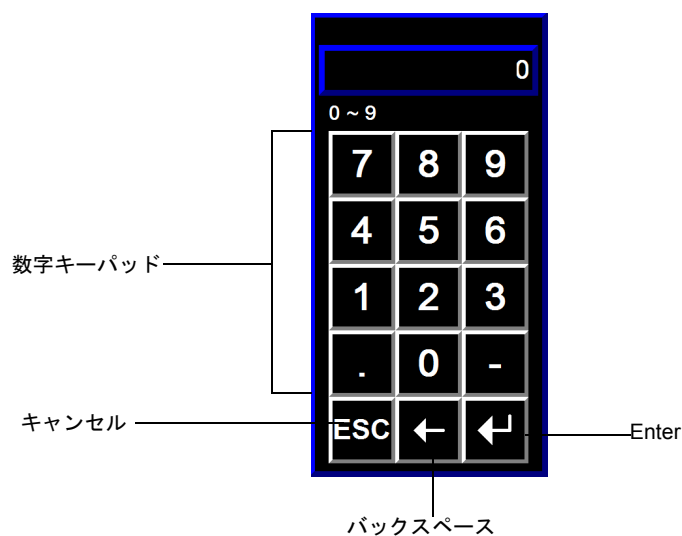 0
0 ~ 9
7 8 9
4 5 6
数字キーパッド
1 2 3
. 0 -
キャンセル
ESC ← ↵
Enter
バックスペース